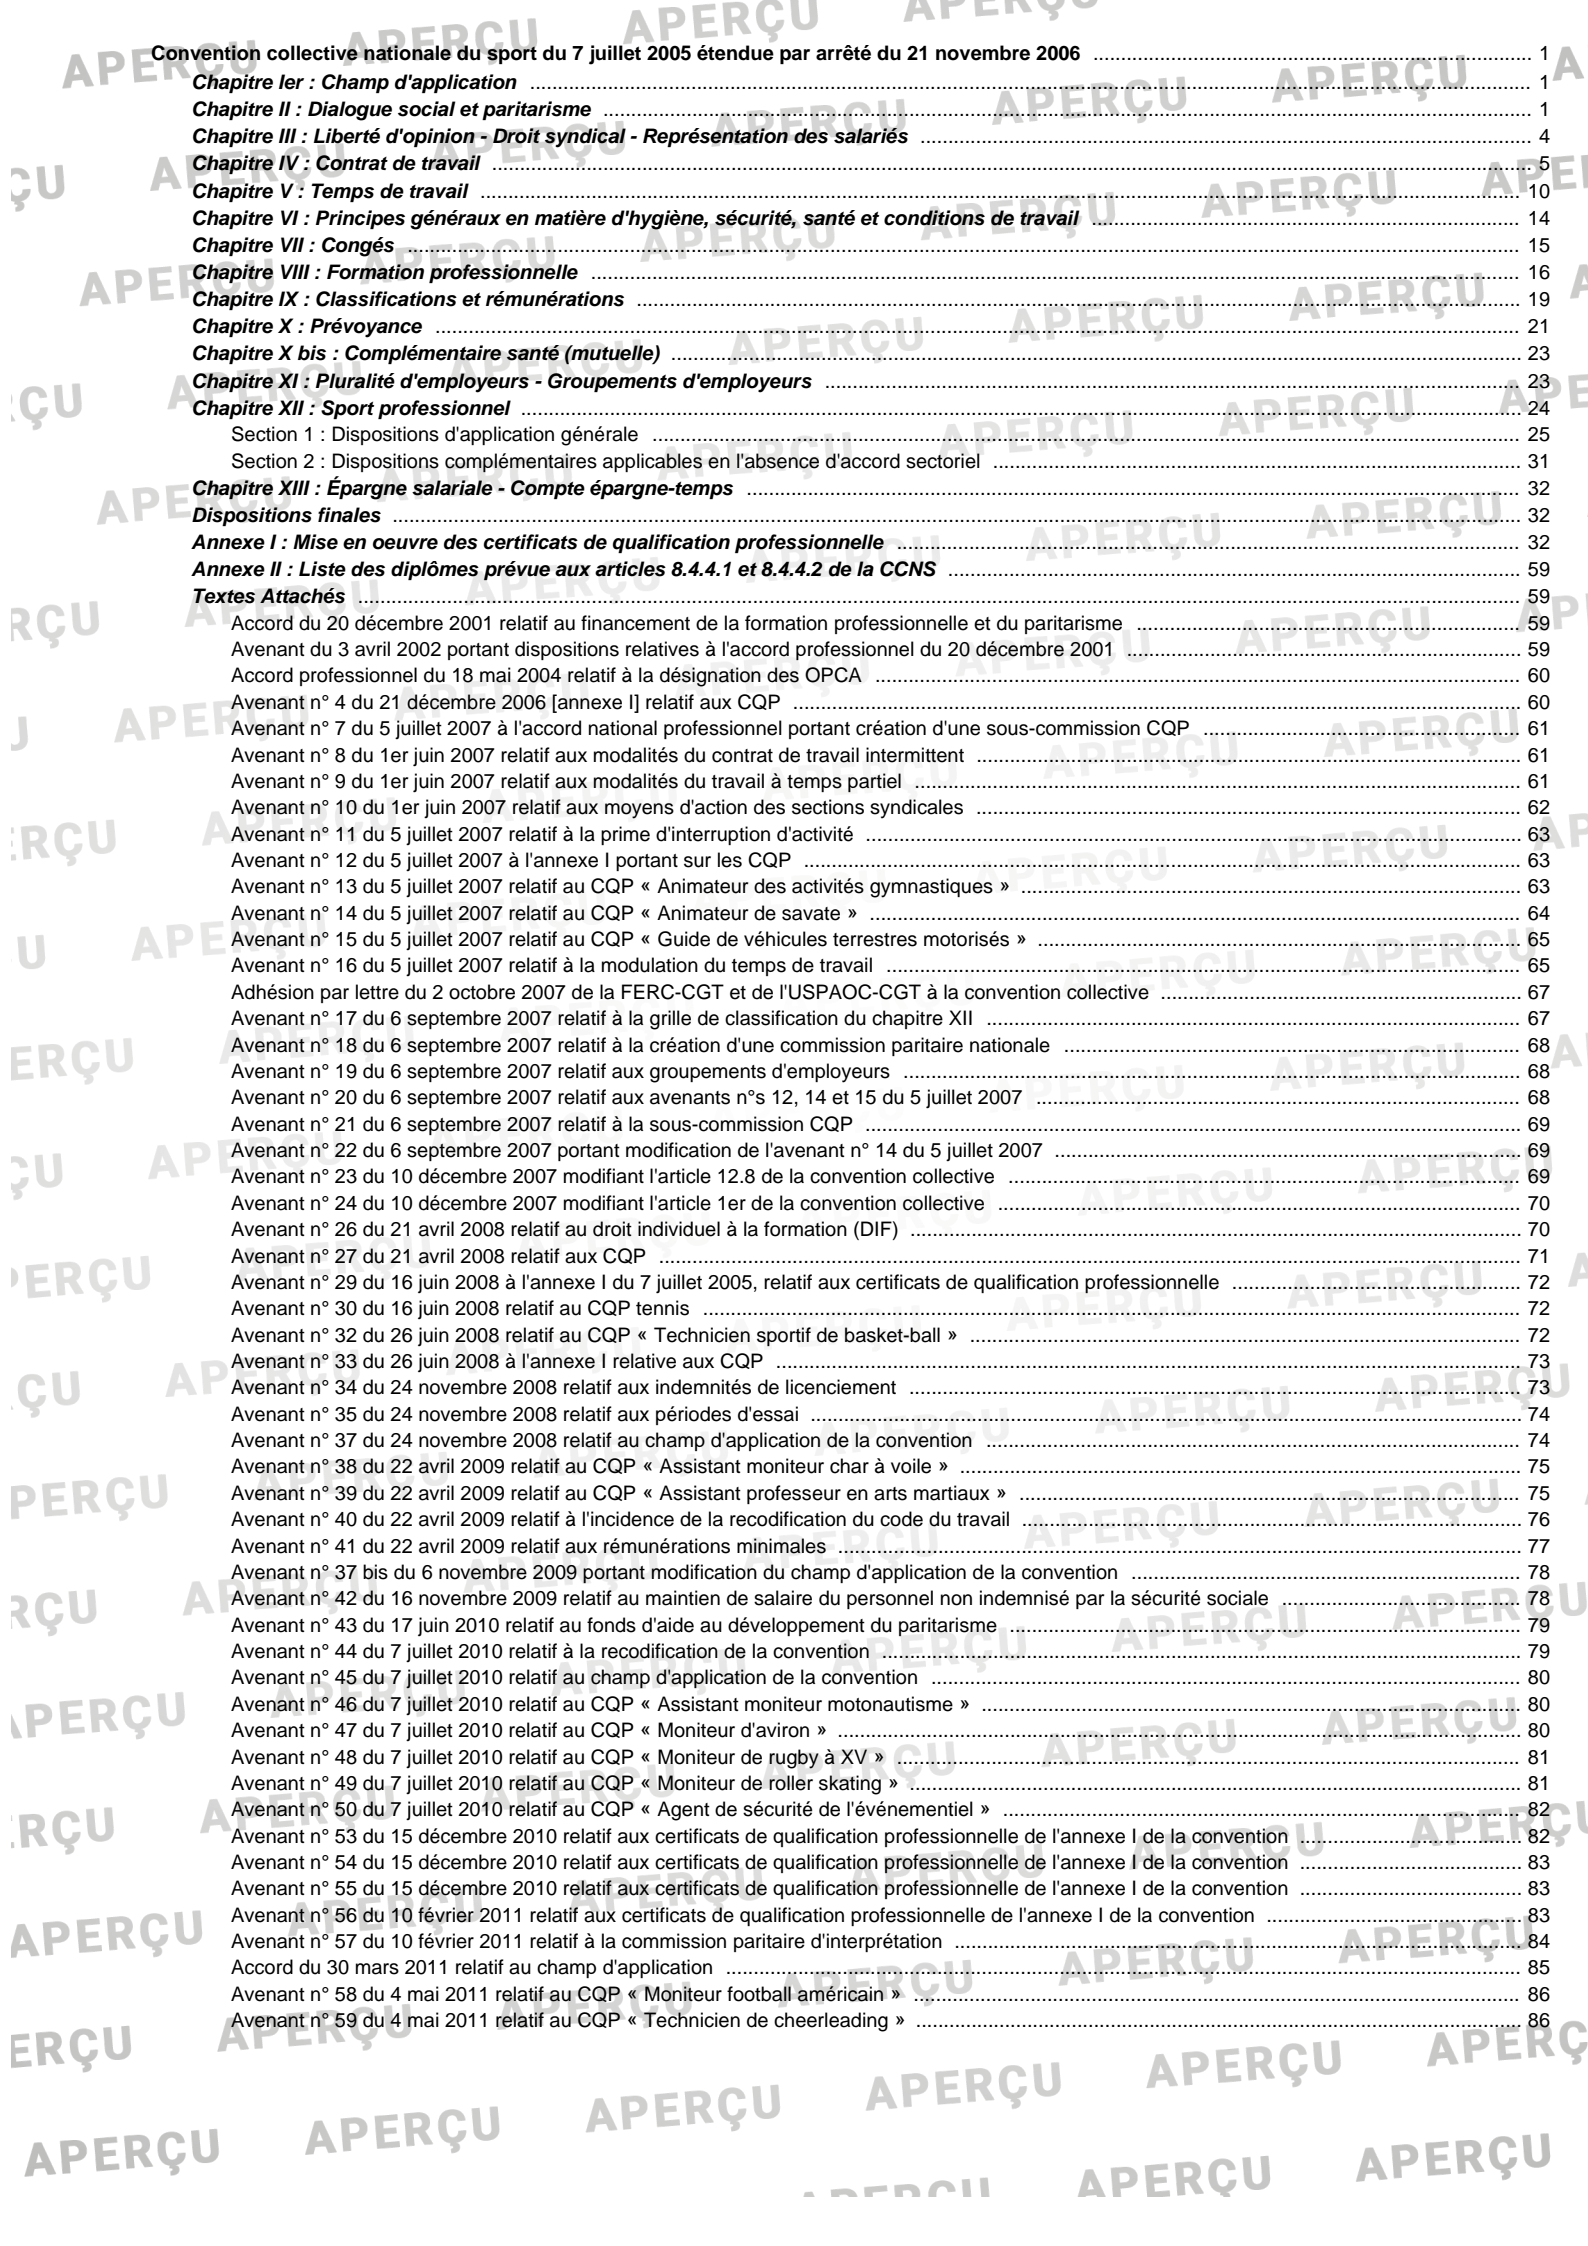 Convention collective nationale du sport du 7 juillet 2005 étendue par arrêté du 21 novembre 2006 1
Chapitre Ier : Champ d'application 1
Chapitre II : Dialogue social et paritarisme 1
Chapitre III : Liberté d'opinion - Droit syndical - Représentation des salariés 4
Chapitre IV : Contrat de travail 5
Chapitre V : Temps de travail 10
Chapitre VI : Principes généraux en matière d'hygiène, sécurité, santé et conditions de travail 14
Chapitre VII : Congés 15
Chapitre VIII : Formation professionnelle 16
Chapitre IX : Classifications et rémunérations 19
Chapitre X : Prévoyance 21
Chapitre X bis : Complémentaire santé (mutuelle) 23
Chapitre XI : Pluralité d'employeurs - Groupements d'employeurs 23
Chapitre XII : Sport professionnel 24
Section 1 : Dispositions d'application générale 25
Section 2 : Dispositions complémentaires applicables en l'absence d'accord sectoriel 31
Chapitre XIII : Épargne salariale - Compte épargne-temps 32
Dispositions finales 32
Annexe I : Mise en oeuvre des certificats de qualification professionnelle 32
Annexe II : Liste des diplômes prévue aux articles 8.4.4.1 et 8.4.4.2 de la CCNS 59
Textes Attachés 59
Accord du 20 décembre 2001 relatif au financement de la formation professionnelle et du paritarisme 59
Avenant du 3 avril 2002 portant dispositions relatives à l'accord professionnel du 20 décembre 2001 59
Accord professionnel du 18 mai 2004 relatif à la désignation des OPCA 60
Avenant n° 4 du 21 décembre 2006 [annexe I] relatif aux CQP 60
Avenant n° 7 du 5 juillet 2007 à l'accord national professionnel portant création d'une sous-commission CQP 61
Avenant n° 8 du 1er juin 2007 relatif aux modalités du contrat de travail intermittent 61
Avenant n° 9 du 1er juin 2007 relatif aux modalités du travail à temps partiel 61
Avenant n° 10 du 1er juin 2007 relatif aux moyens d'action des sections syndicales 62
Avenant n° 11 du 5 juillet 2007 relatif à la prime d'interruption d'activité 63
Avenant n° 12 du 5 juillet 2007 à l'annexe I portant sur les CQP 63
Avenant n° 13 du 5 juillet 2007 relatif au CQP « Animateur des activités gymnastiques » 63
Avenant n° 14 du 5 juillet 2007 relatif au CQP « Animateur de savate » 64
Avenant n° 15 du 5 juillet 2007 relatif au CQP « Guide de véhicules terrestres motorisés » 65
Avenant n° 16 du 5 juillet 2007 relatif à la modulation du temps de travail 65
Adhésion par lettre du 2 octobre 2007 de la FERC-CGT et de l'USPAOC-CGT à la convention collective 67
Avenant n° 17 du 6 septembre 2007 relatif à la grille de classification du chapitre XII 67
Avenant n° 18 du 6 septembre 2007 relatif à la création d'une commission paritaire nationale 68
Avenant n° 19 du 6 septembre 2007 relatif aux groupements d'employeurs 68
Avenant n° 20 du 6 septembre 2007 relatif aux avenants n°s 12, 14 et 15 du 5 juillet 2007 68
Avenant n° 21 du 6 septembre 2007 relatif à la sous-commission CQP 69
Avenant n° 22 du 6 septembre 2007 portant modification de l'avenant n° 14 du 5 juillet 2007 69
Avenant n° 23 du 10 décembre 2007 modifiant l'article 12.8 de la convention collective 69
Avenant n° 24 du 10 décembre 2007 modifiant l'article 1er de la convention collective 70
Avenant n° 26 du 21 avril 2008 relatif au droit individuel à la formation (DIF) 70
Avenant n° 27 du 21 avril 2008 relatif aux CQP 71
Avenant n° 29 du 16 juin 2008 à l'annexe I du 7 juillet 2005, relatif aux certificats de qualification professionnelle 72
Avenant n° 30 du 16 juin 2008 relatif au CQP tennis 72
Avenant n° 32 du 26 juin 2008 relatif au CQP « Technicien sportif de basket-ball » 72
Avenant n° 33 du 26 juin 2008 à l'annexe I relative aux CQP 73
Avenant n° 34 du 24 novembre 2008 relatif aux indemnités de licenciement 73
Avenant n° 35 du 24 novembre 2008 relatif aux périodes d'essai 74
Avenant n° 37 du 24 novembre 2008 relatif au champ d'application de la convention 74
Avenant n° 38 du 22 avril 2009 relatif au CQP « Assistant moniteur char à voile » 75
Avenant n° 39 du 22 avril 2009 relatif au CQP « Assistant professeur en arts martiaux » 75
Avenant n° 40 du 22 avril 2009 relatif à l'incidence de la recodification du code du travail 76
Avenant n° 41 du 22 avril 2009 relatif aux rémunérations minimales 77
Avenant n° 37 bis du 6 novembre 2009 portant modification du champ d'application de la convention 78
Avenant n° 42 du 16 novembre 2009 relatif au maintien de salaire du personnel non indemnisé par la sécurité sociale 78
Avenant n° 43 du 17 juin 2010 relatif au fonds d'aide au développement du paritarisme 79
Avenant n° 44 du 7 juillet 2010 relatif à la recodification de la convention 79
Avenant n° 45 du 7 juillet 2010 relatif au champ d'application de la convention 80
Avenant n° 46 du 7 juillet 2010 relatif au CQP « Assistant moniteur motonautisme » 80
Avenant n° 47 du 7 juillet 2010 relatif au CQP « Moniteur d'aviron » 80
Avenant n° 48 du 7 juillet 2010 relatif au CQP « Moniteur de rugby à XV » 81
Avenant n° 49 du 7 juillet 2010 relatif au CQP « Moniteur de roller skating » 81
Avenant n° 50 du 7 juillet 2010 relatif au CQP « Agent de sécurité de l'événementiel » 82
Avenant n° 53 du 15 décembre 2010 relatif aux certificats de qualification professionnelle de l'annexe I de la convention 82
Avenant n° 54 du 15 décembre 2010 relatif aux certificats de qualification professionnelle de l'annexe I de la convention 83
Avenant n° 55 du 15 décembre 2010 relatif aux certificats de qualification professionnelle de l'annexe I de la convention 83
Avenant n° 56 du 10 février 2011 relatif aux certificats de qualification professionnelle de l'annexe I de la convention 83
Avenant n° 57 du 10 février 2011 relatif à la commission paritaire d'interprétation 84
Accord du 30 mars 2011 relatif au champ d'application 85
Avenant n° 58 du 4 mai 2011 relatif au CQP « Moniteur football américain » 86
Avenant n° 59 du 4 mai 2011 relatif au CQP « Technicien de cheerleading » 86
APERÇU